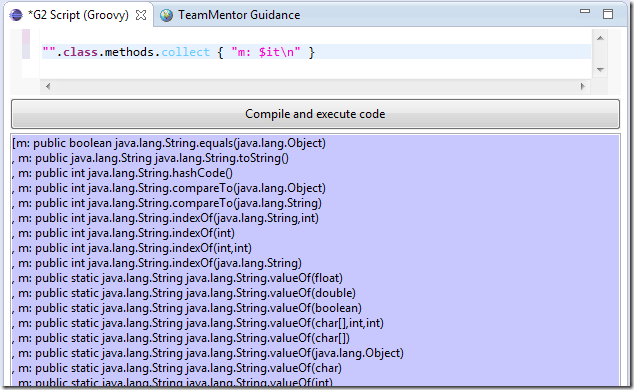 *G2 Script (Groovy)
TeamMentor Guidance
"".class.methods.collect { "m: $it\n" }
Compile and execute code
[m: public boolean java.lang.String.equals(java.lang.Object)
, m: public java.lang.String java.lang.String.toString()
, m: public int java.lang.String.hashCode()
, m: public int java.lang.String.compareTo(java.lang.Object)
, m: public int java.lang.String.compareTo(java.lang.String)
, m: public int java.lang.String.indexOf(java.lang.String,int)
, m: public int java.lang.String.indexOf(int)
, m: public int java.lang.String.indexOf(int,int)
, m: public int java.lang.String.indexOf(java.lang.String)
, m: public static java.lang.String java.lang.String.valueOf(float)
, m: public static java.lang.String java.lang.String.valueOf(double)
, m: public static java.lang.String java.lang.String.valueOf(boolean)
, m: public static java.lang.String java.lang.String.valueOf(char[],int,int)
, m: public static java.lang.String java.lang.String.valueOf(char[])
, m: public static java.lang.String java.lang.String.valueOf(java.lang.Object)
, m: public static java.lang.String java.lang.String.valueOf(char)
, m: public static java.lang.String java.lang.String.valueOf(int)